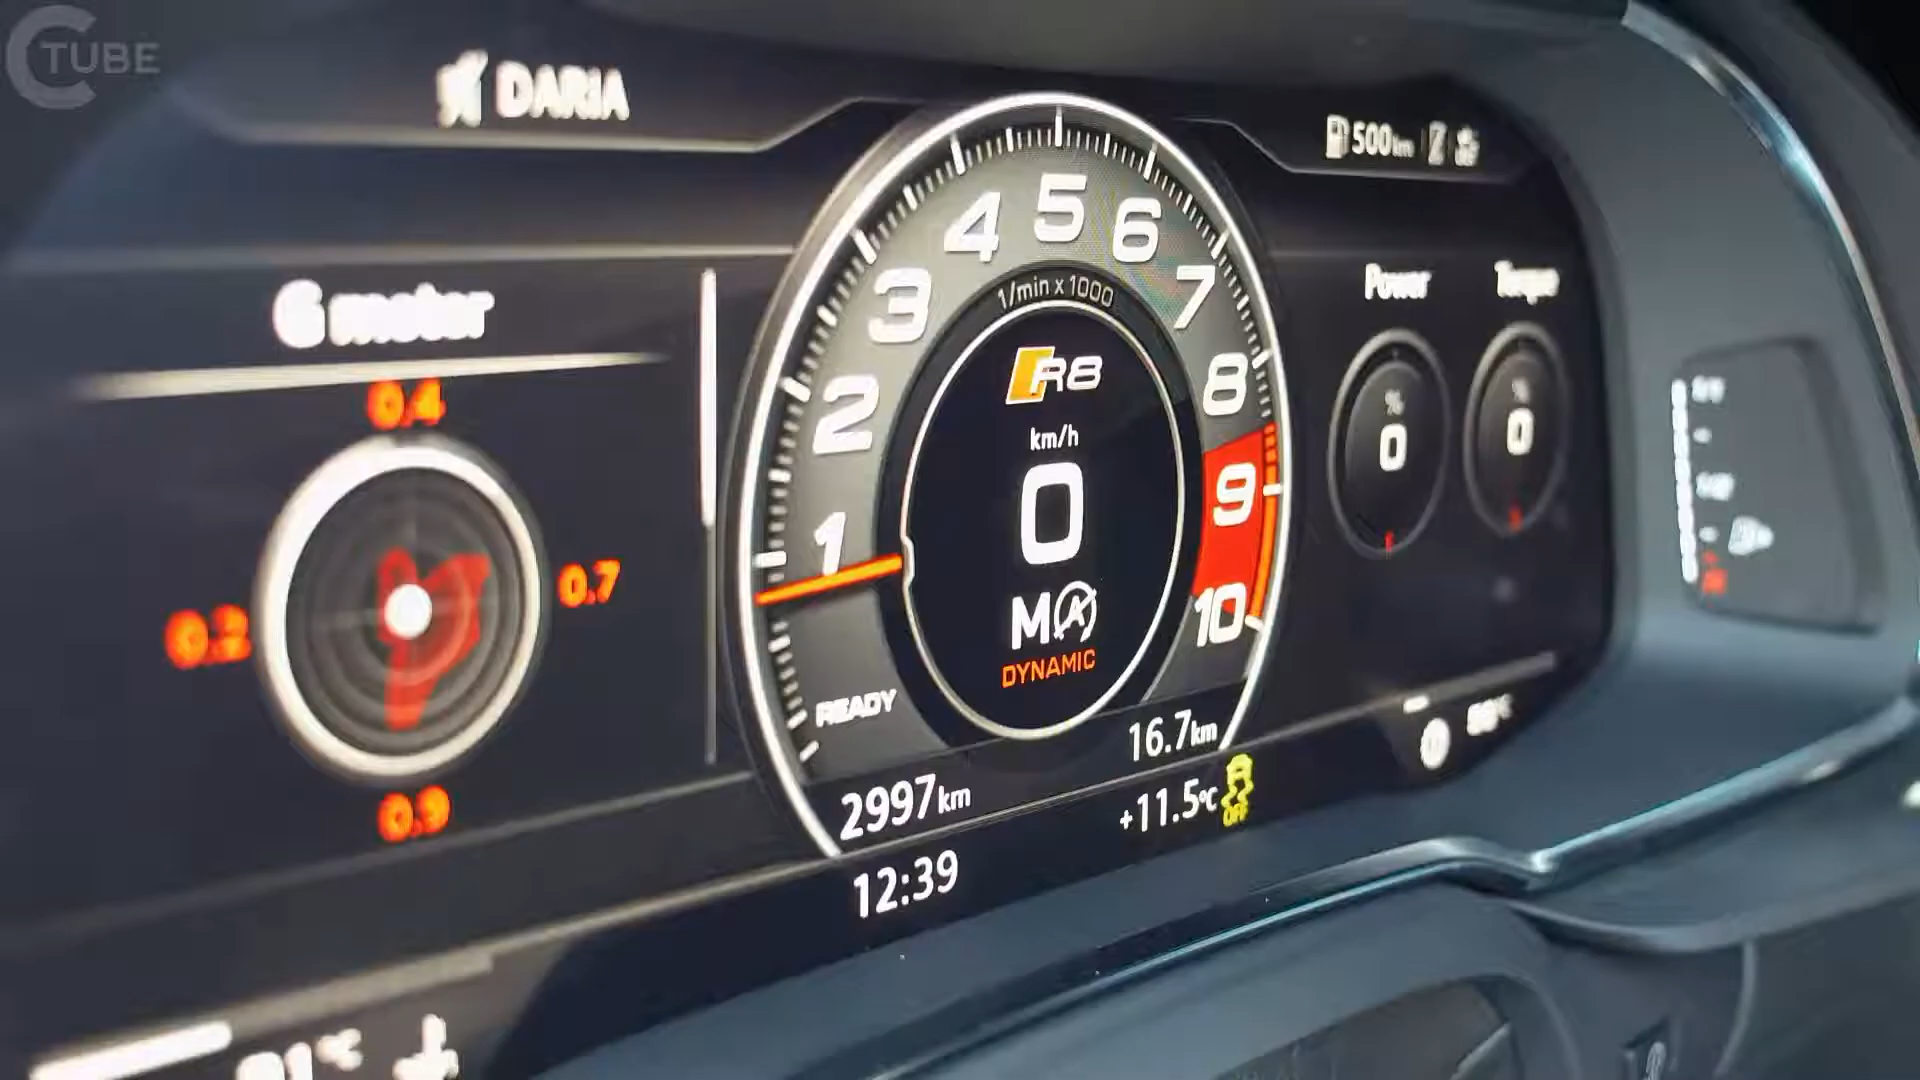 C TUBE
DARIA
500km
G meter
0.4
0.2
0.7
0.9
1
2
3
4
5
6
7
8
9
10
1/min x 1000
R8
km/h
0
M A
DYNAMIC
READY
16.7km
2997km
+11.5°C
OFF
12:39
Power
%
0
Torque
%
0